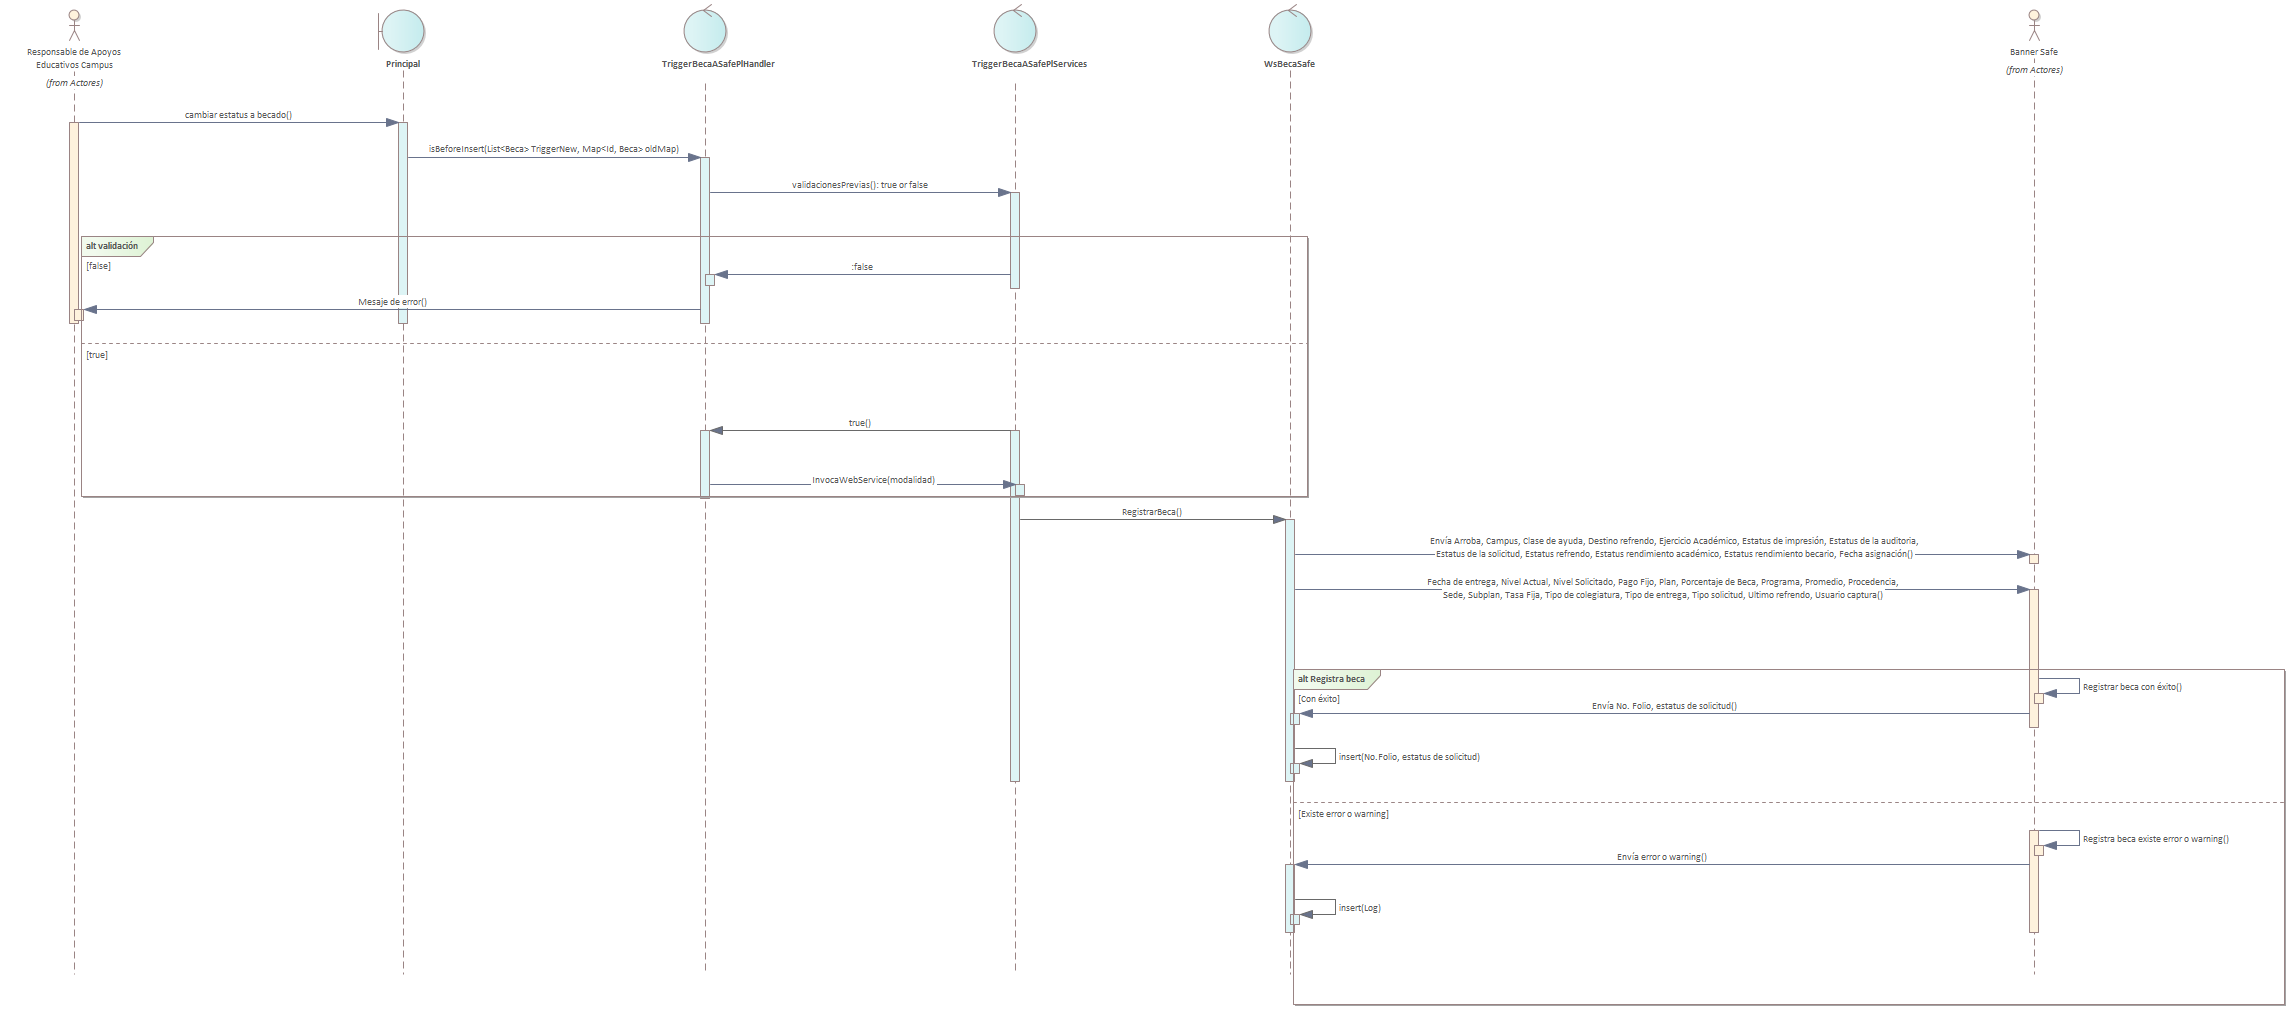 Responsable de Apoyos
Educativos Campus
(from Actores)
Principal
TriggerBecaASafePlHandler
TriggerBecaASafePlServices
WsBecaSafe
Banner Safe
(from Actores)
cambiar estatus a becado()
isBeforeInsert(List<Beca> TriggerNew, Map<Id, Beca> oldMap)
validacionesPrevias(): true or false
alt validación
[false]
:false
Mesaje de error()
[true]
true()
InvocaWebService(modalidad)
RegistrarBeca()
Envía Arroba, Campus, Clase de ayuda, Destino refrendo, Ejercicio Académico, Estatus de impresión, Estatus de la auditoria,
Estatus de la solicitud, Estatus refrendo, Estatus rendimiento académico, Estatus rendimiento becario, Fecha asignación()
Fecha de entrega, Nivel Actual, Nivel Solicitado, Pago Fijo, Plan, Porcentaje de Beca, Programa, Promedio, Procedencia,
Sede, Subplan, Tasa Fija, Tipo de colegiatura, Tipo de entrega, Tipo solicitud, Ultimo refrendo, Usuario captura()
alt Registra beca
[Con éxito]
Registrar beca con éxito()
Envía No. Folio, estatus de solicitud()
insert(No.Folio, estatus de solicitud)
[Existe error o warning]
Registra beca existe error o warning()
Envía error o warning()
insert(Log)